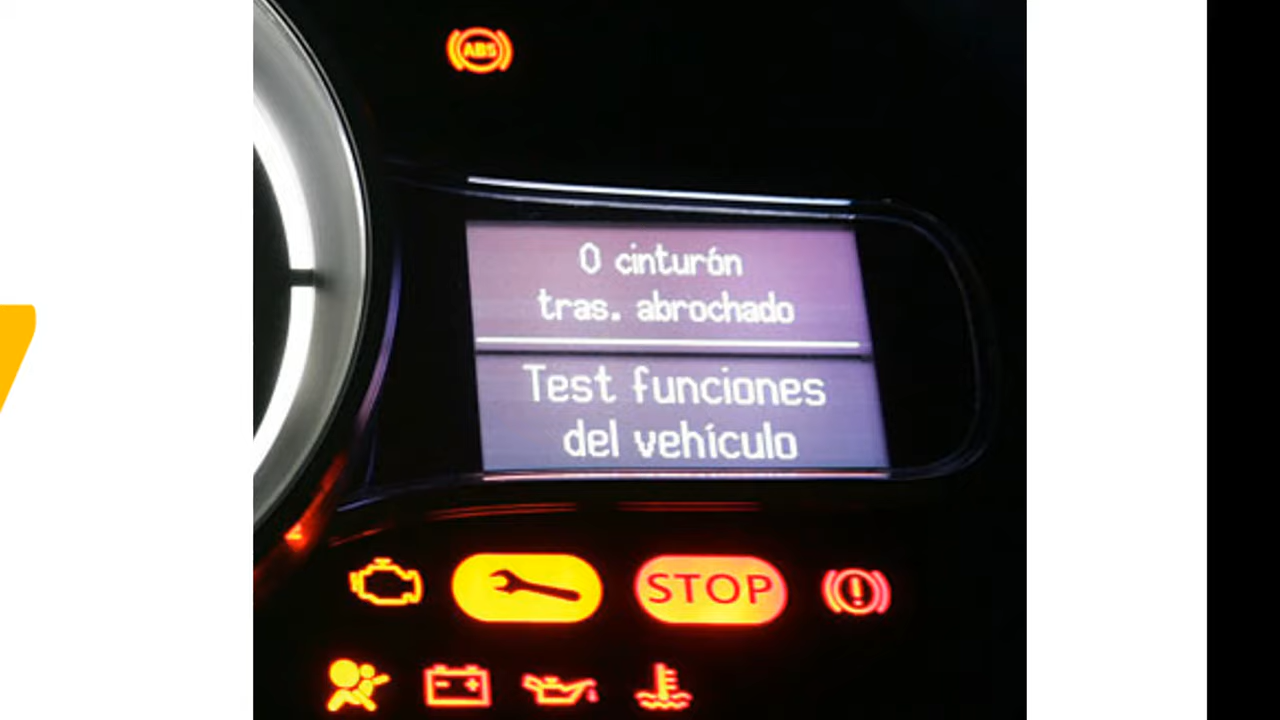 ABS
0 cinturón
tras. abrochado
Test funciones
del vehículo
STOP